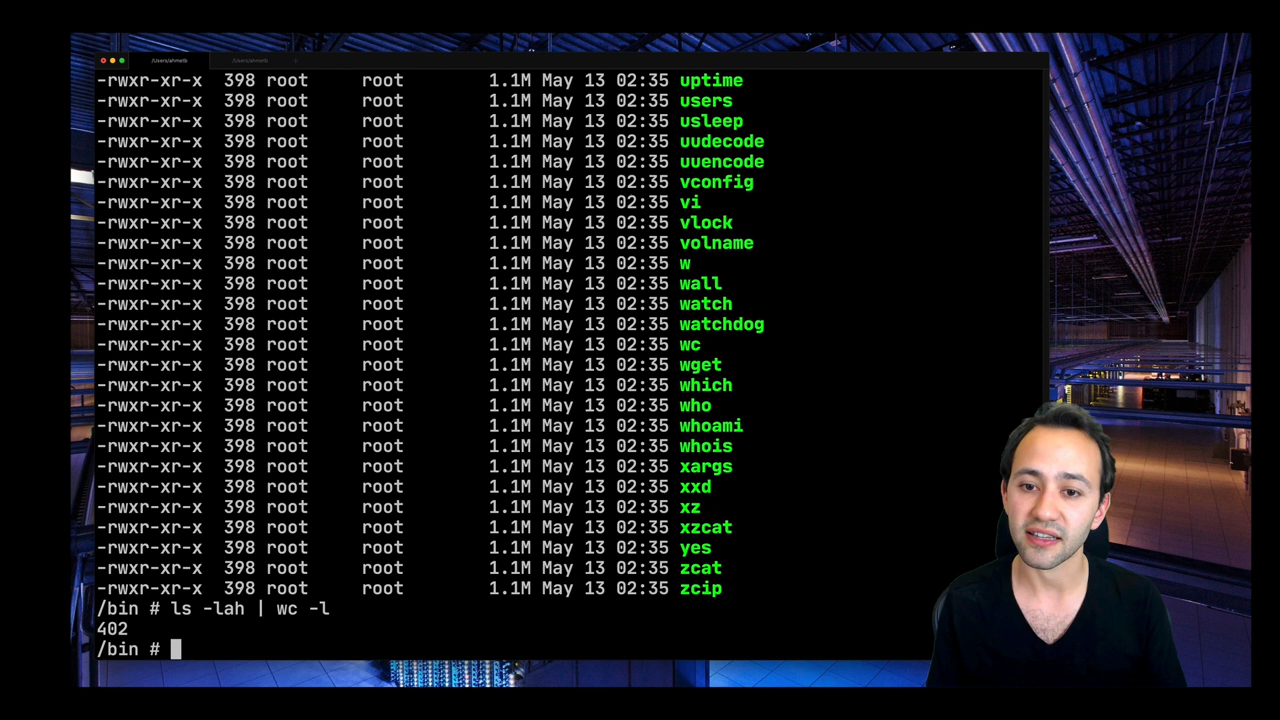 /Users/ahmetb /Users/ahmetb +
-rwxr-xr-x 398 root root 1.1M May 13 02:35 uptime
-rwxr-xr-x 398 root root 1.1M May 13 02:35 users
-rwxr-xr-x 398 root root 1.1M May 13 02:35 usleep
-rwxr-xr-x 398 root root 1.1M May 13 02:35 uudecode
-rwxr-xr-x 398 root root 1.1M May 13 02:35 uuencode
-rwxr-xr-x 398 root root 1.1M May 13 02:35 vconfig
-rwxr-xr-x 398 root root 1.1M May 13 02:35 vi
-rwxr-xr-x 398 root root 1.1M May 13 02:35 vlock
-rwxr-xr-x 398 root root 1.1M May 13 02:35 volname
-rwxr-xr-x 398 root root 1.1M May 13 02:35 w
-rwxr-xr-x 398 root root 1.1M May 13 02:35 wall
-rwxr-xr-x 398 root root 1.1M May 13 02:35 watch
-rwxr-xr-x 398 root root 1.1M May 13 02:35 watchdog
-rwxr-xr-x 398 root root 1.1M May 13 02:35 wc
-rwxr-xr-x 398 root root 1.1M May 13 02:35 wget
-rwxr-xr-x 398 root root 1.1M May 13 02:35 which
-rwxr-xr-x 398 root root 1.1M May 13 02:35 who
-rwxr-xr-x 398 root root 1.1M May 13 02:35 whoami
-rwxr-xr-x 398 root root 1.1M May 13 02:35 whois
-rwxr-xr-x 398 root root 1.1M May 13 02:35 xargs
-rwxr-xr-x 398 root root 1.1M May 13 02:35 xxd
-rwxr-xr-x 398 root root 1.1M May 13 02:35 xz
-rwxr-xr-x 398 root root 1.1M May 13 02:35 xzcat
-rwxr-xr-x 398 root root 1.1M May 13 02:35 yes
-rwxr-xr-x 398 root root 1.1M May 13 02:35 zcat
-rwxr-xr-x 398 root root 1.1M May 13 02:35 zcip
/bin # ls -lah | wc -l
402
/bin #